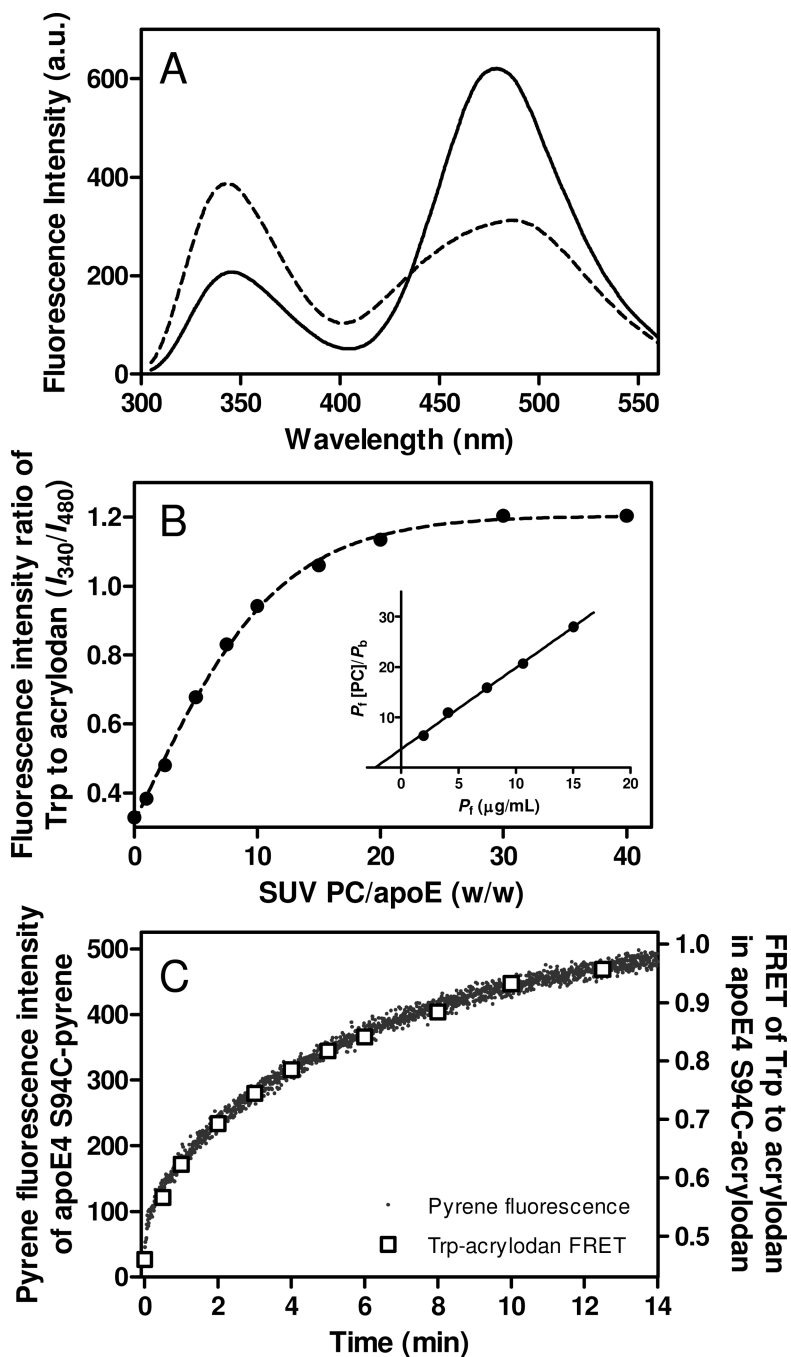 A
Fluorescence Intensity (a.u.)
600
400
200
0
300 350 400 450 500 550
Wavelength (nm)
B
Fluorescence intensity ratio of
Trp to acrylodan (I340/I480)
1.2
1.0
0.8
0.6
0.4
Pf [PC]/Pb
30
20
10
0 5 10 15 20
Pf (μg/mL)
0 10 20 30 40
SUV PC/apoE (w/w)
C
Pyrene fluorescence intensity
of apoE4 S94C-pyrene
500
400
300
200
100
0
FRET of Trp to acrylodan
in apoE4 S94C-acrylodan
1.0
0.9
0.8
0.7
0.6
0.5
Pyrene fluorescence
Trp-acrylodan FRET
0 2 4 6 8 10 12 14
Time (min)